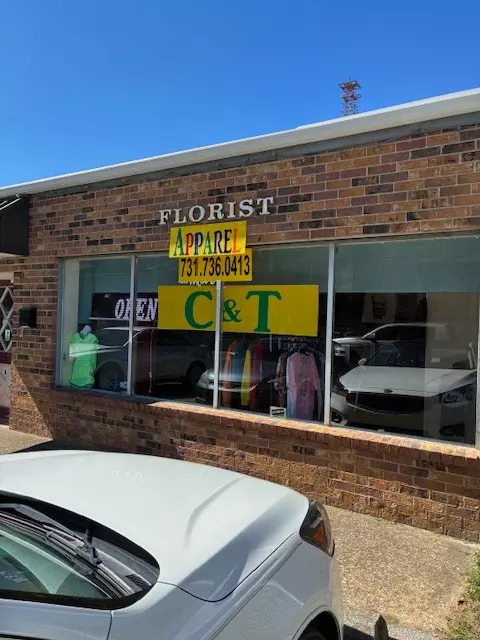 FLORIST
APPAREL
731.736.0413
OPEN
C & T